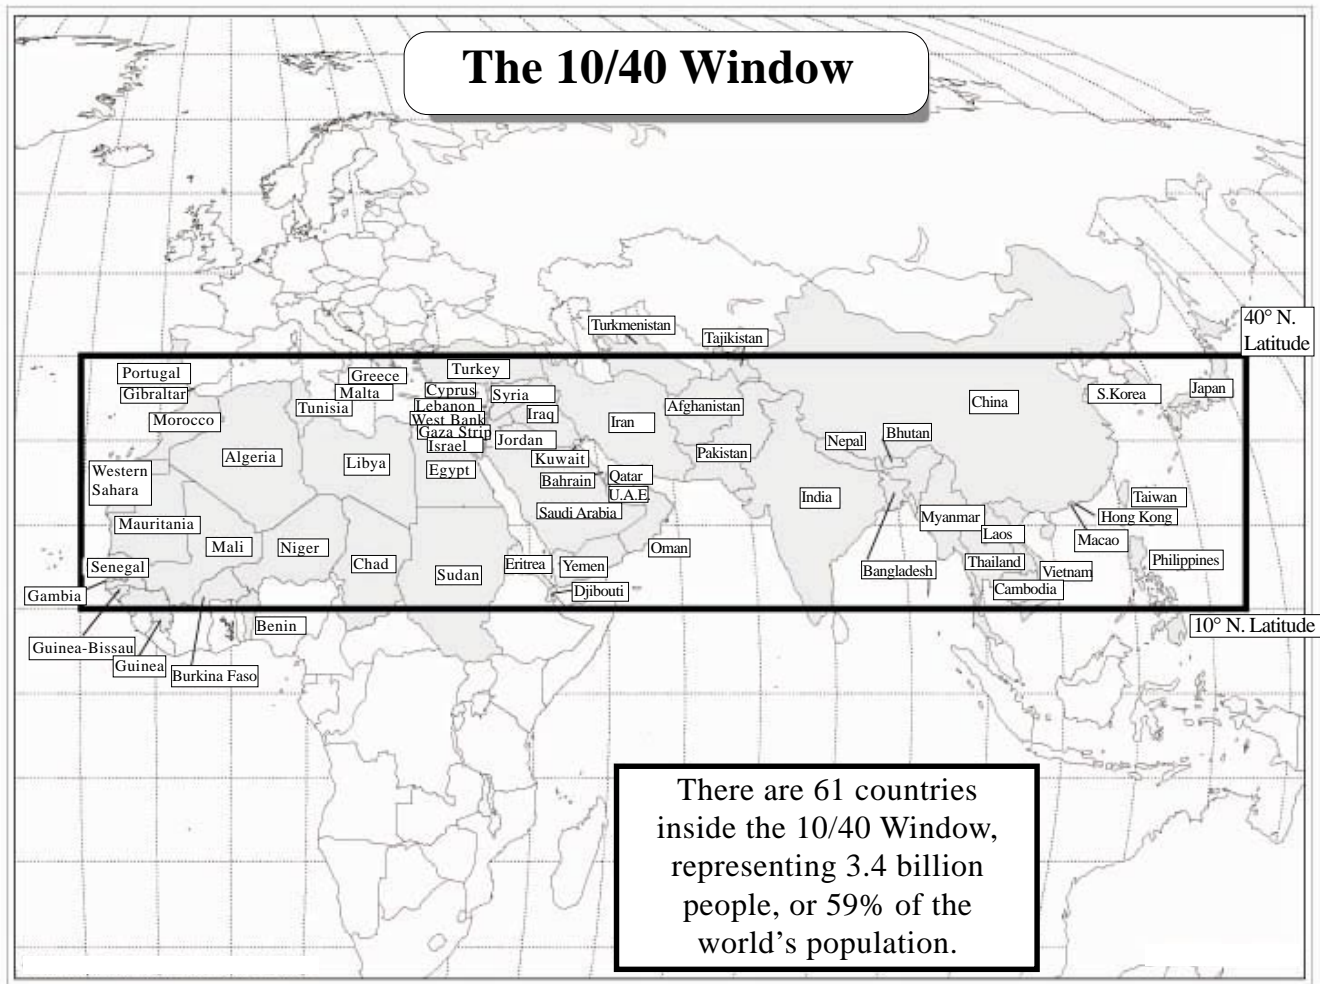 The 10/40 Window
Turkmenistan
Tajikistan
40° N.
Latitude
Portugal
Gibraltar
Morocco
Greece
Malta
Tunisia
Turkey
Cyprus
Syria
Lebanon
West Bank
Gaza Strip
Israel
Iraq
Jordan
Iran
Afghanistan
China
S.Korea
Japan
Algeria
Libya
Egypt
Kuwait
Bahrain
Qatar
U.A.E.
Saudi Arabia
Pakistan
Nepal
Bhutan
India
Western
Sahara
Mauritania
Mali
Niger
Chad
Sudan
Eritrea
Yemen
Oman
Djibouti
Bangladesh
Myanmar
Laos
Thailand
Vietnam
Cambodia
Taiwan
Hong Kong
Macao
Philippines
Senegal
Gambia
Guinea-Bissau
Guinea
Burkina Faso
Benin
10° N. Latitude
There are 61 countries
inside the 10/40 Window,
representing 3.4 billion
people, or 59% of the
world's population.